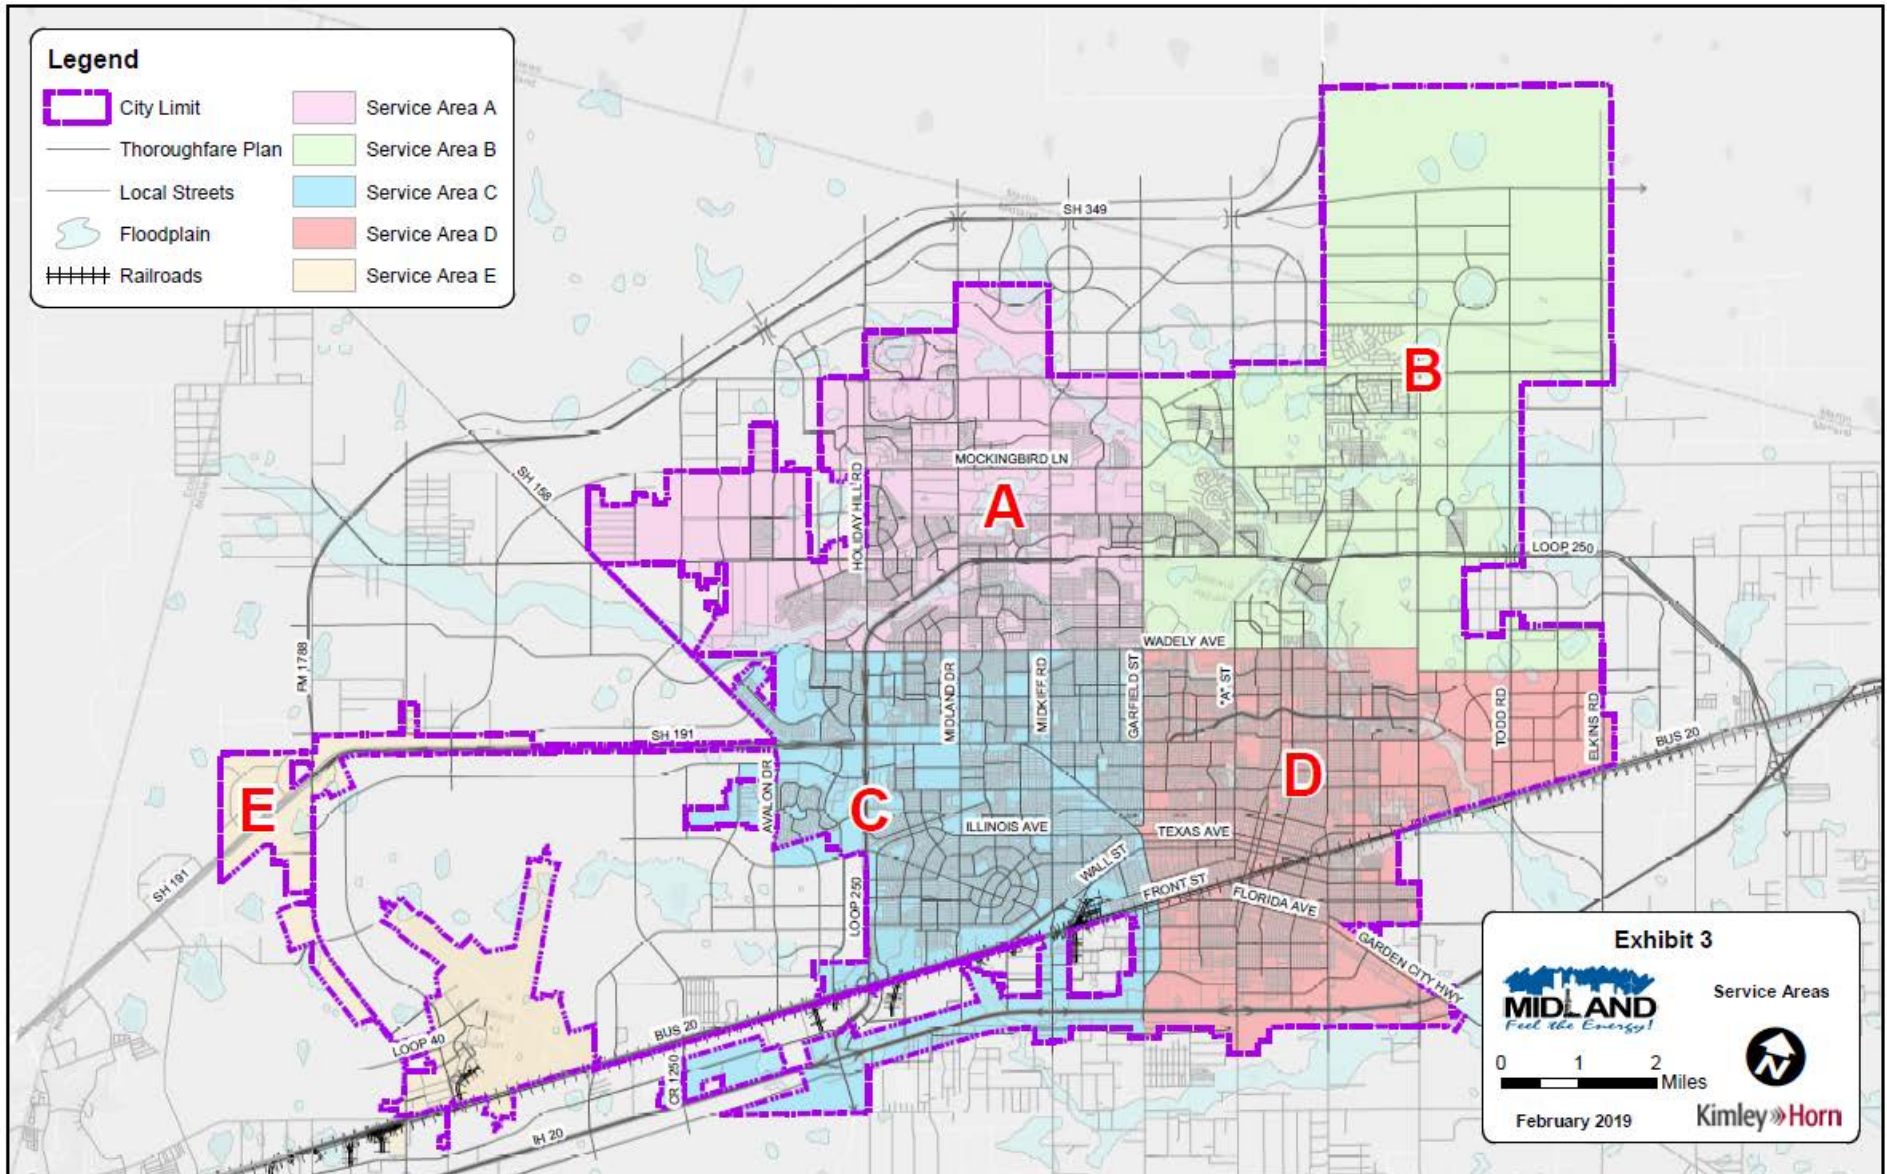 Legend
City Limit
Thoroughfare Plan
Local Streets
Floodplain
Railroads
Service Area A
Service Area B
Service Area C
Service Area D
Service Area E
SH 349
B
MOCKINGBIRD LN
SH 158
A
HOLIDAY HILL RD
LOOP 250
WADELY AVE
FM 1788
MIDLAND DR
MIDKIFF RD
GARFIELD ST
"A" ST
TODD RD
ELKINS RD
SH 191
BUS 20
D
E
AVALON DR
C
ILLINOIS AVE
TEXAS AVE
WALL ST
SH 191
FRONT ST
FLORIDA AVE
LOOP 250
GARDEN CITY HWY
BUS 20
LOOP 40
CR 1250
IH 20
Exhibit 3
MIDLAND
Feel the Energy!
Service Areas
N
0 1 2
Miles
February 2019
Kimley»Horn